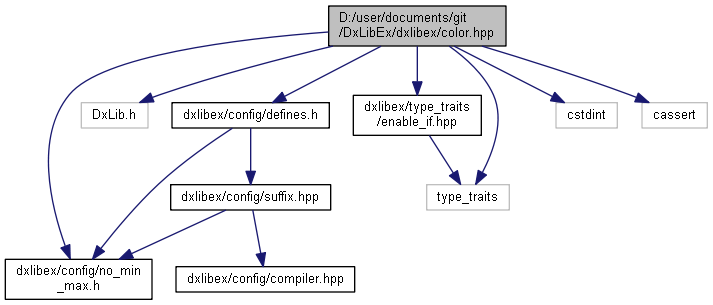 D:/user/documents/git
/DxLibEx/dxlibex/color.hpp
DxLib.h
dxlibex/config/defines.h
dxlibex/type_traits
/enable_if.hpp
cstdint
cassert
dxlibex/config/suffix.hpp
type_traits
dxlibex/config/no_min
_max.h
dxlibex/config/compiler.hpp